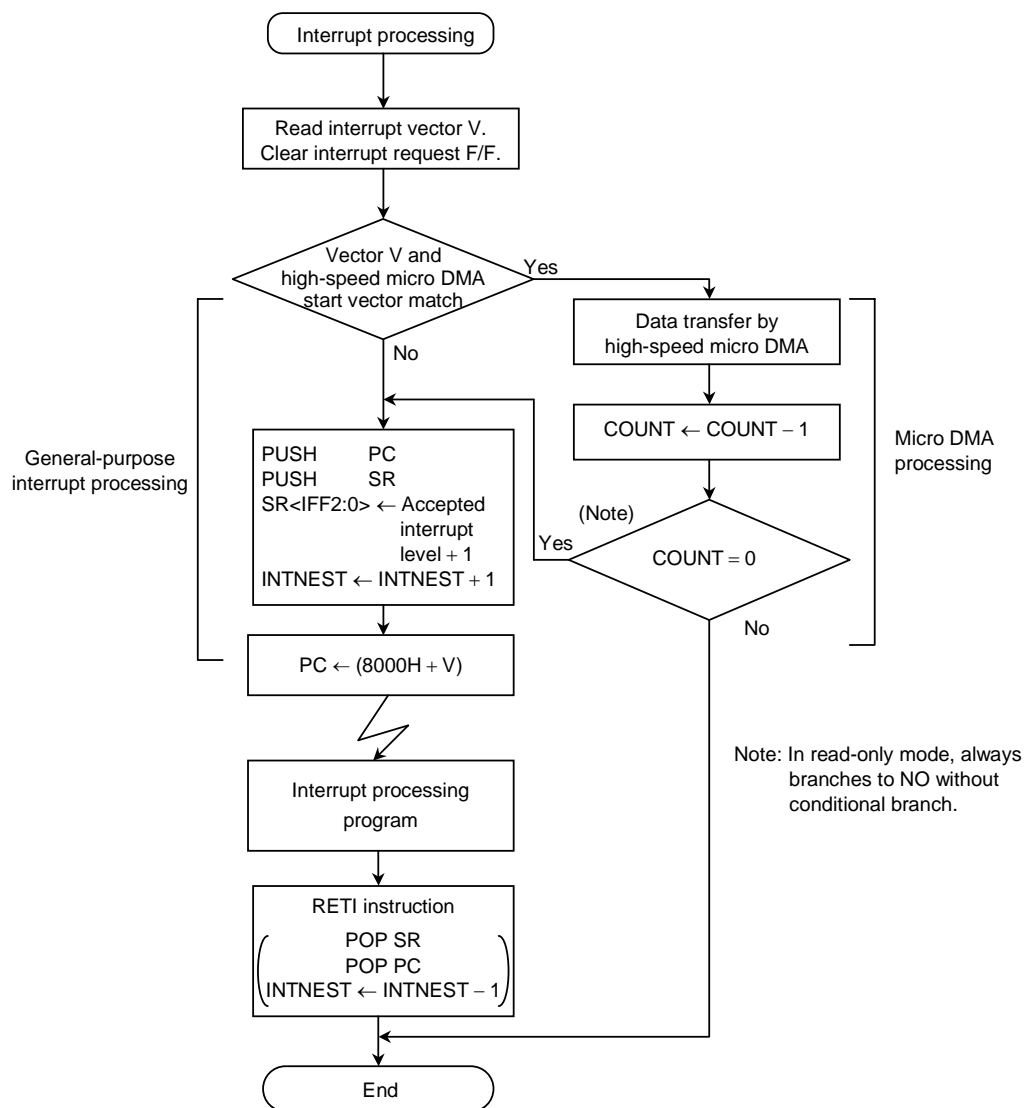 Interrupt processing
Read interrupt vector V.
Clear interrupt request F/F.
Vector V and
high-speed micro DMA
start vector match
Yes
No
Data transfer by
high-speed micro DMA
COUNT ← COUNT − 1
Micro DMA
processing
(Note)
Yes
COUNT = 0
No
General-purpose
interrupt processing
PUSH PC
PUSH SR
SR<IFF2:0> ← Accepted
interrupt
level + 1
INTNEST ← INTNEST + 1
PC ← (8000H + V)
Note: In read-only mode, always
branches to NO without
conditional branch.
Interrupt processing
program
RETI instruction
POP SR
POP PC
INTNEST ← INTNEST − 1
End